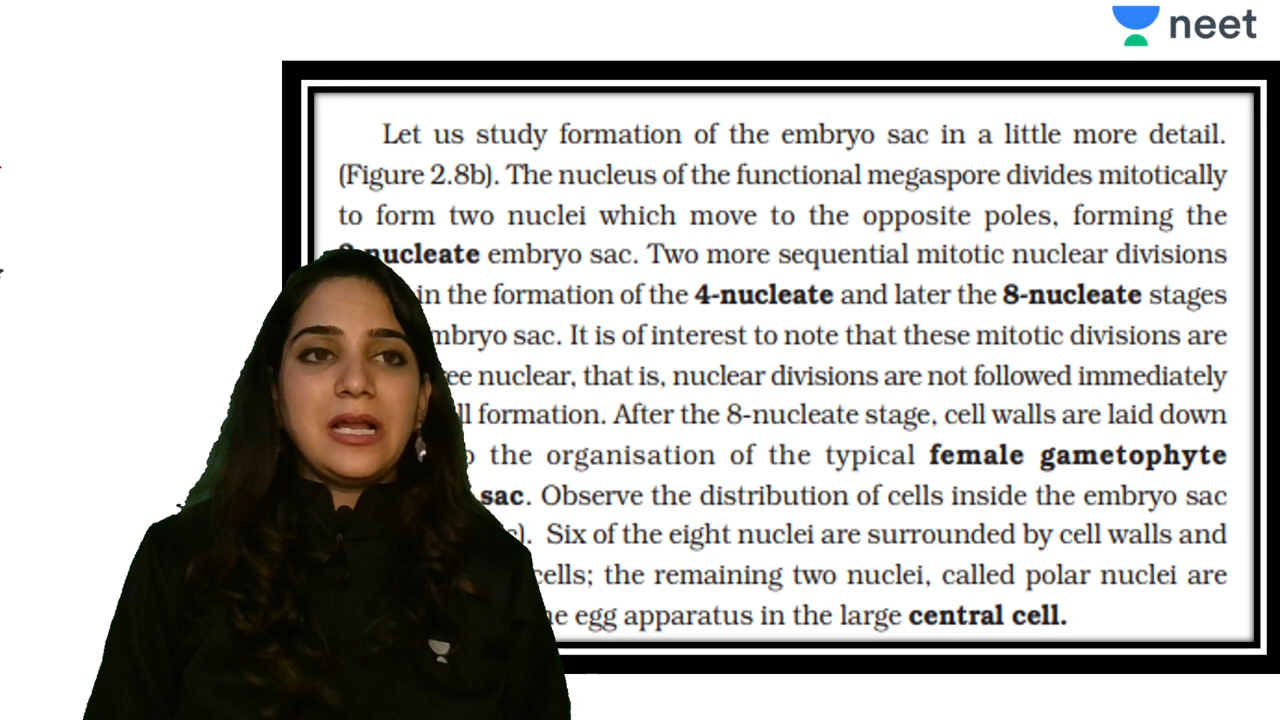 neet
Let us study formation of the embryo sac in a little more detail.
(Figure 2.8b). The nucleus of the functional megaspore divides mitotically
to form two nuclei which move to the opposite poles, forming the
nucleate embryo sac. Two more sequential mitotic nuclear divisions
in the formation of the 4-nucleate and later the 8-nucleate stages
sac. It is of interest to note that these mitotic divisions are
nuclear, that is, nuclear divisions are not followed immediately
formation. After the 8-nucleate stage, cell walls are laid down
the organisation of the typical female gametophyte
sac. Observe the distribution of cells inside the embryo sac
Six of the eight nuclei are surrounded by cell walls and
cells; the remaining two nuclei, called polar nuclei are
egg apparatus in the large central cell.